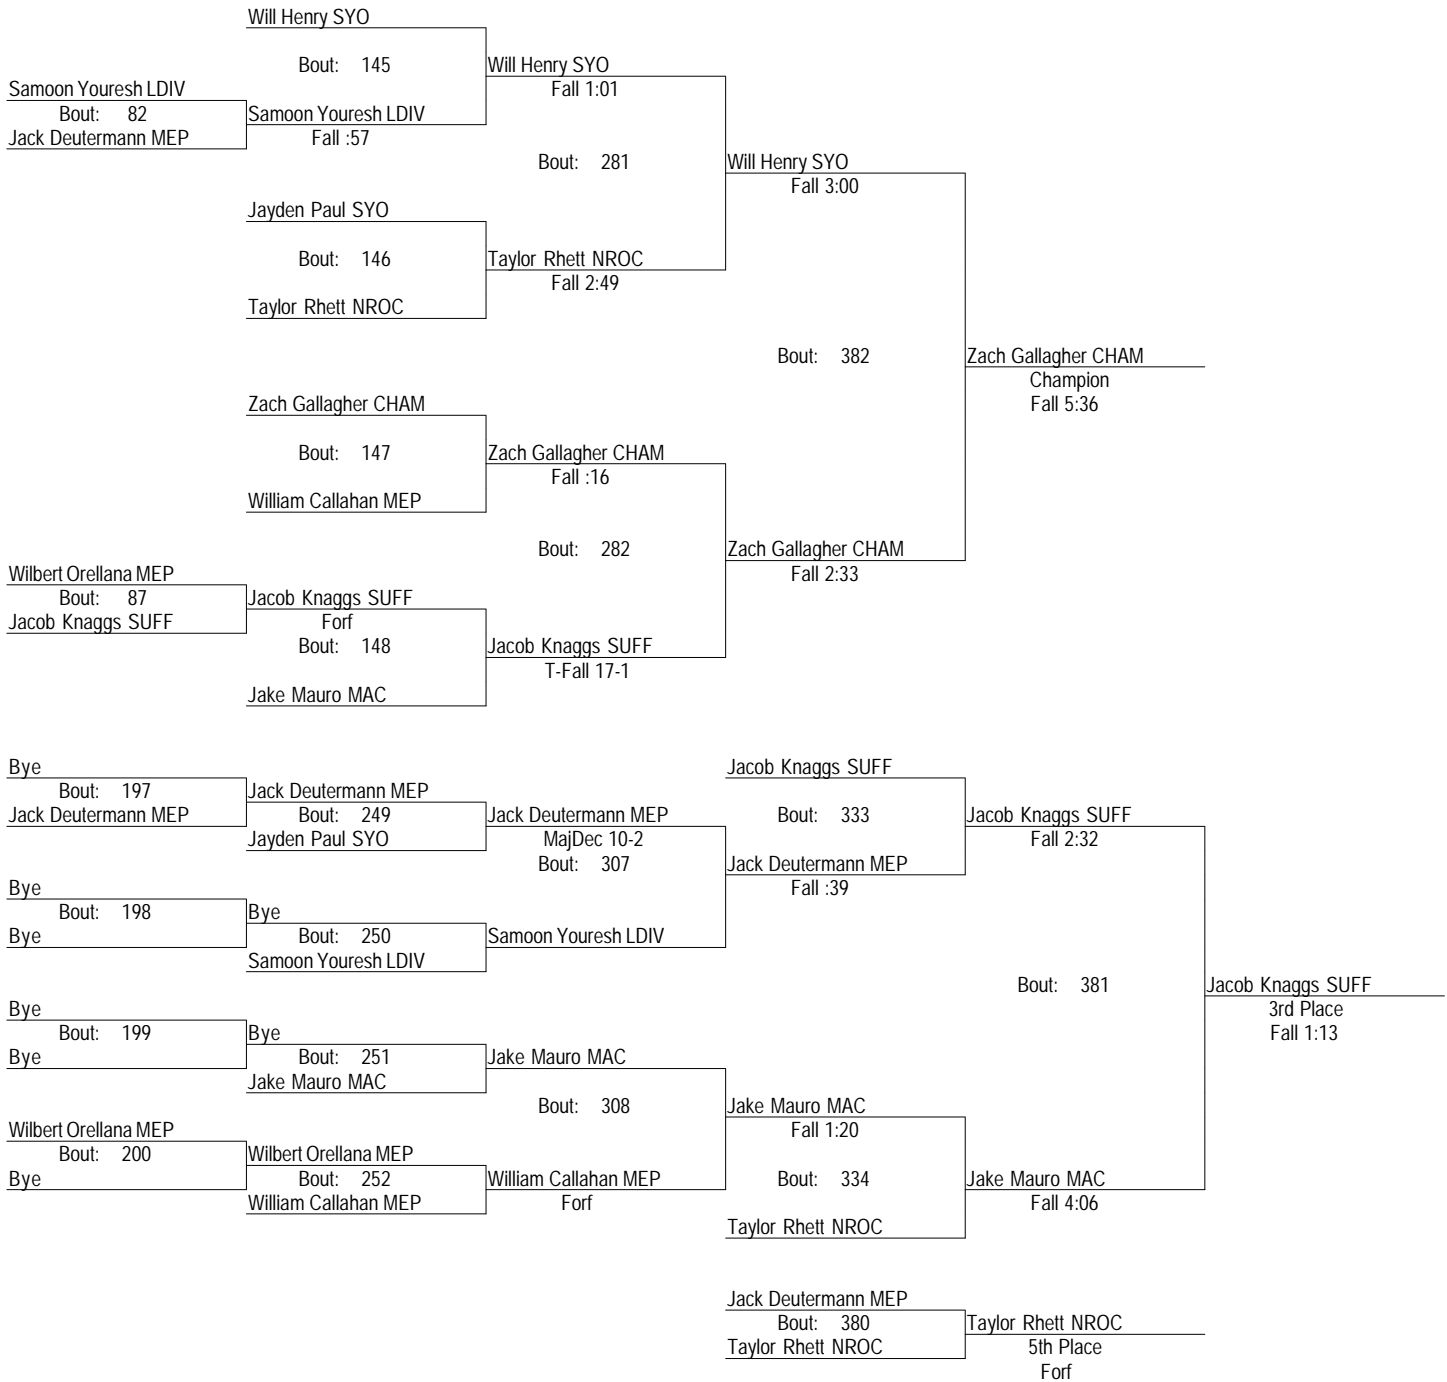 Will Henry SYO
Bout: 145
Will Henry SYO
Samoon Youresh LDIV
Fall 1:01
Bout: 82
Samoon Youresh LDIV
Jack Deutermann MEP
Fall :57
Bout: 281
Will Henry SYO
Fall 3:00
Jayden Paul SYO
Bout: 146
Taylor Rhett NROC
Fall 2:49
Taylor Rhett NROC
Bout: 382
Zach Gallagher CHAM
Champion
Zach Gallagher CHAM
Fall 5:36
Bout: 147
Zach Gallagher CHAM
Fall :16
William Callahan MEP
Bout: 282
Zach Gallagher CHAM
Wilbert Orellana MEP
Fall 2:33
Bout: 87
Jacob Knaggs SUFF
Jacob Knaggs SUFF
Forf
Bout: 148
Jacob Knaggs SUFF
T-Fall 17-1
Jake Mauro MAC
Bye
Jacob Knaggs SUFF
Bout: 197
Jack Deutermann MEP
Jack Deutermann MEP
Bout: 249
Jack Deutermann MEP
Bout: 333
Jacob Knaggs SUFF
Jayden Paul SYO
MajDec 10-2
Fall 2:32
Bout: 307
Jack Deutermann MEP
Bye
Fall :39
Bout: 198
Bye
Bye
Bout: 250
Samoon Youresh LDIV
Samoon Youresh LDIV
Bout: 381
Jacob Knaggs SUFF
Bye
3rd Place
Bout: 199
Bye
Fall 1:13
Bye
Bout: 251
Jake Mauro MAC
Jake Mauro MAC
Bout: 308
Jake Mauro MAC
Wilbert Orellana MEP
Fall 1:20
Bout: 200
Wilbert Orellana MEP
Bye
Bout: 252
William Callahan MEP
Bout: 334
Jake Mauro MAC
William Callahan MEP
Forf
Fall 4:06
Taylor Rhett NROC
Jack Deutermann MEP
Bout: 380
Taylor Rhett NROC
Taylor Rhett NROC
5th Place
Forf